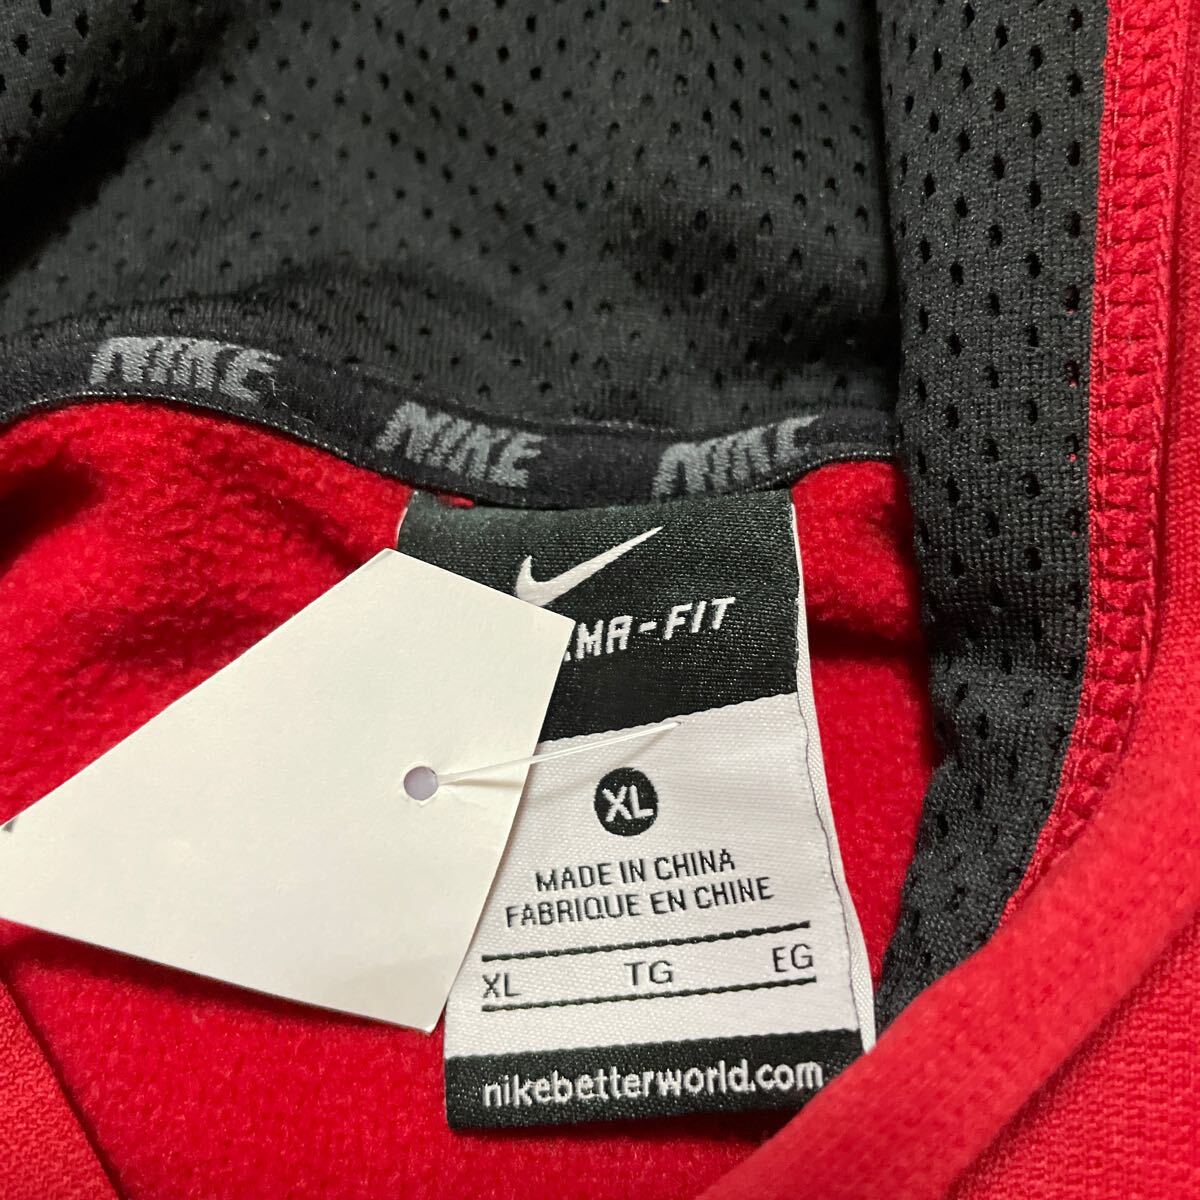 NIKE
NIKE
NIKE
MA-FIT
XL
MADE IN CHINA
FABRIQUE EN CHINE
XL TG EG
nikebetterworld.com